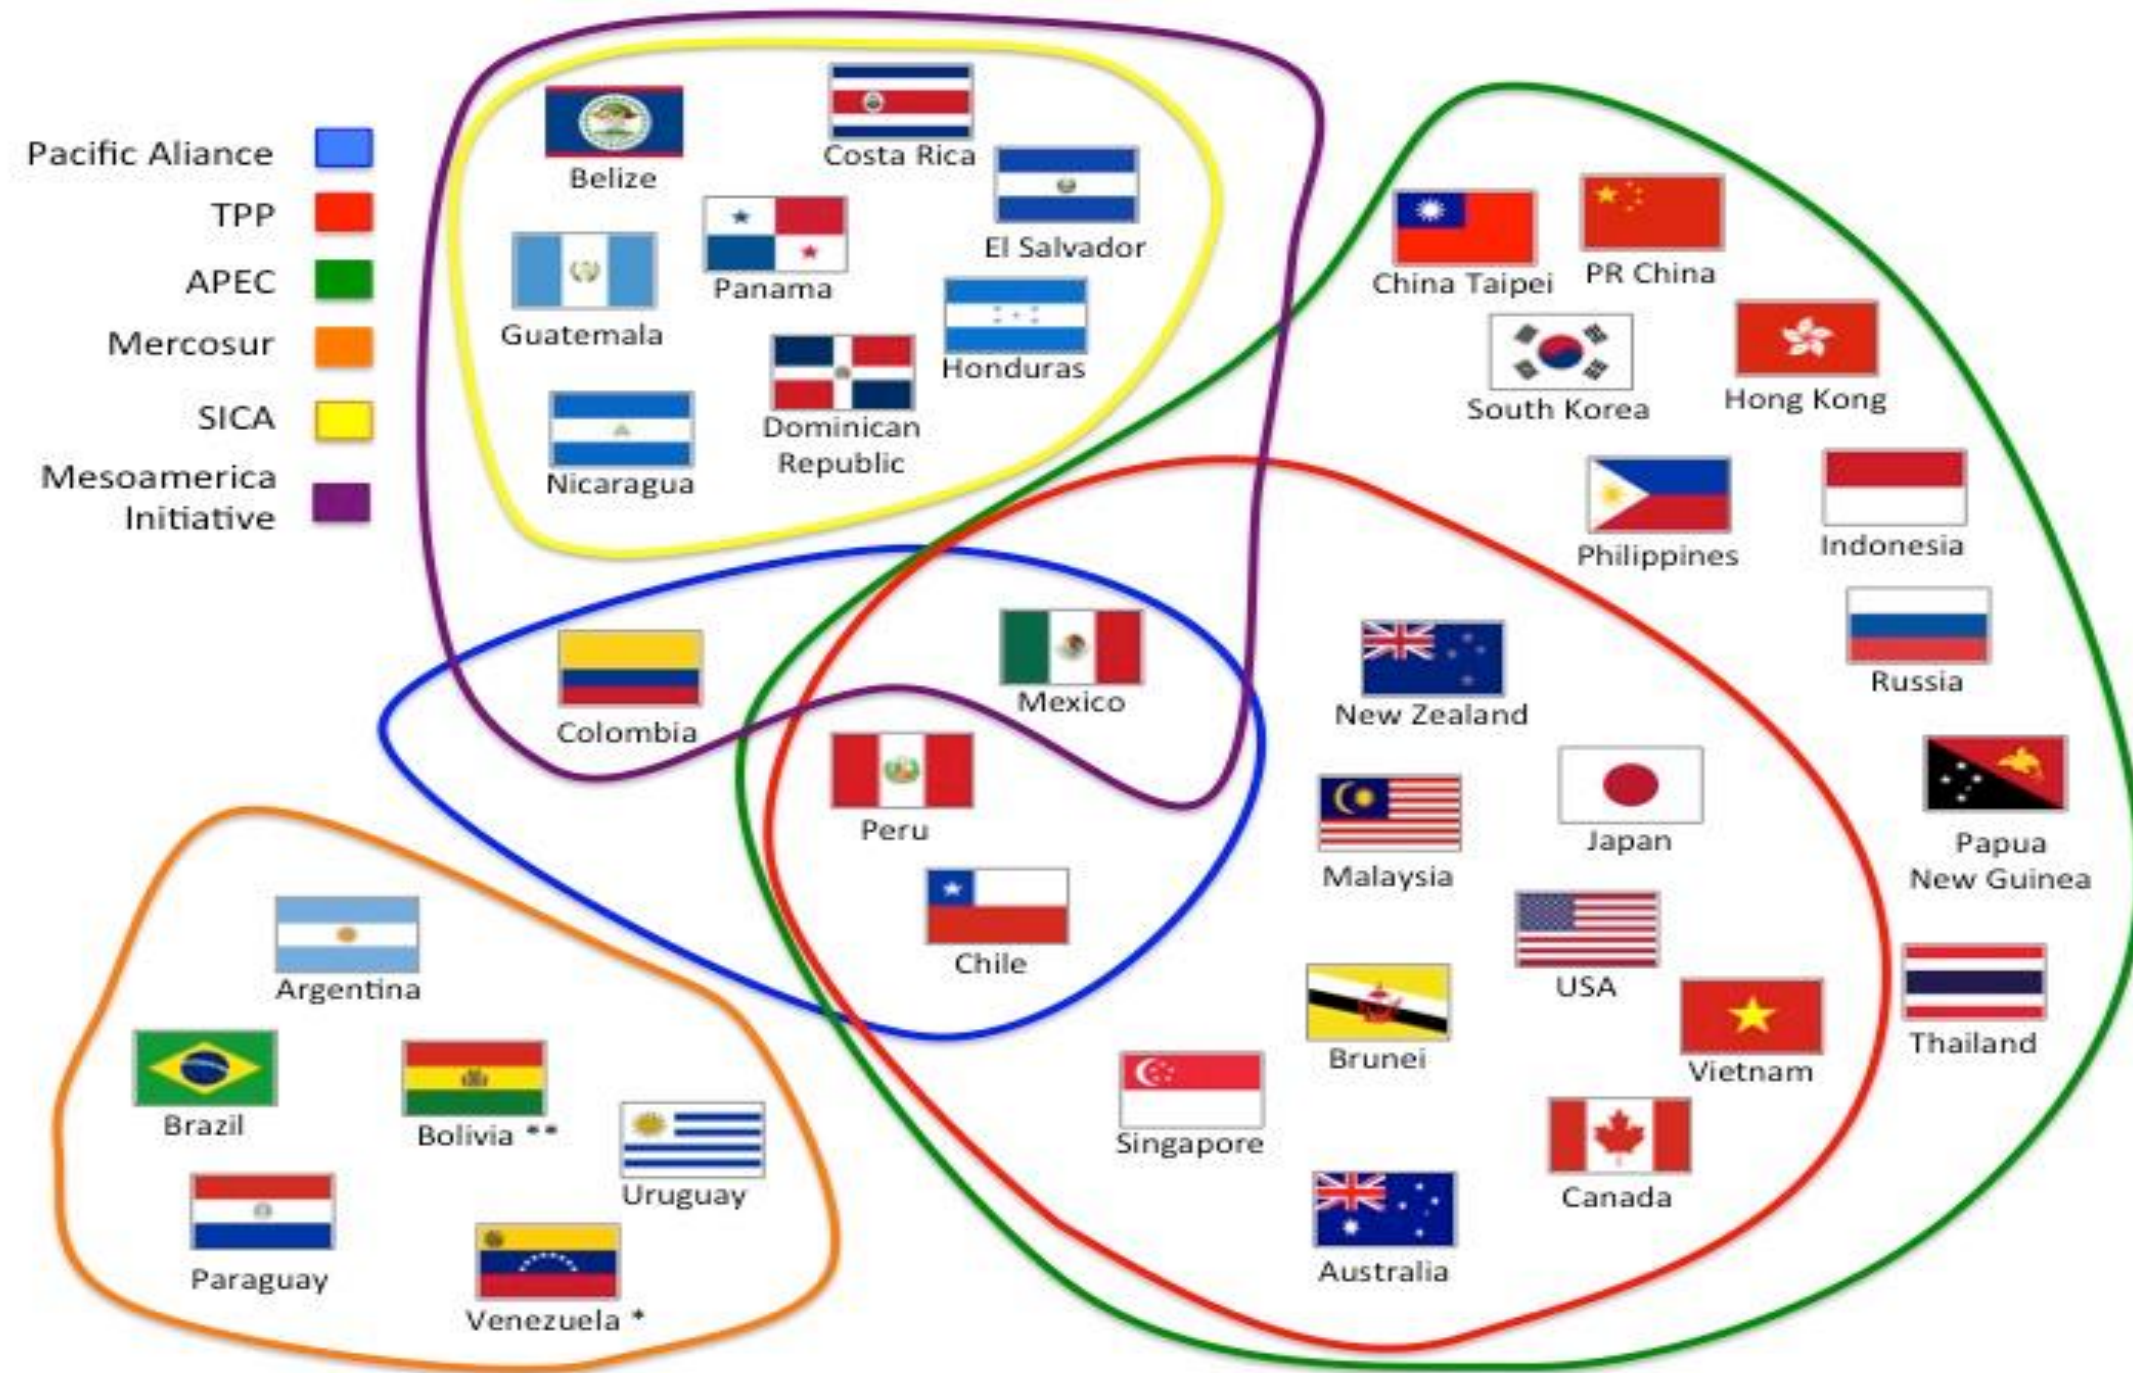 Pacific Aliance
TPP
APEC
Mercosur
SICA
Mesoamerica
Initiative
Belize
Costa Rica
El Salvador
Panama
Guatemala
Honduras
Dominican
Republic
Nicaragua
China Taipei
PR China
South Korea
Hong Kong
Philippines
Indonesia
Russia
Papua
New Guinea
Thailand
Colombia
Mexico
Peru
Chile
New Zealand
Japan
Malaysia
USA
Brunei
Vietnam
Singapore
Canada
Australia
Argentina
Brazil
Bolivia **
Uruguay
Paraguay
Venezuela *